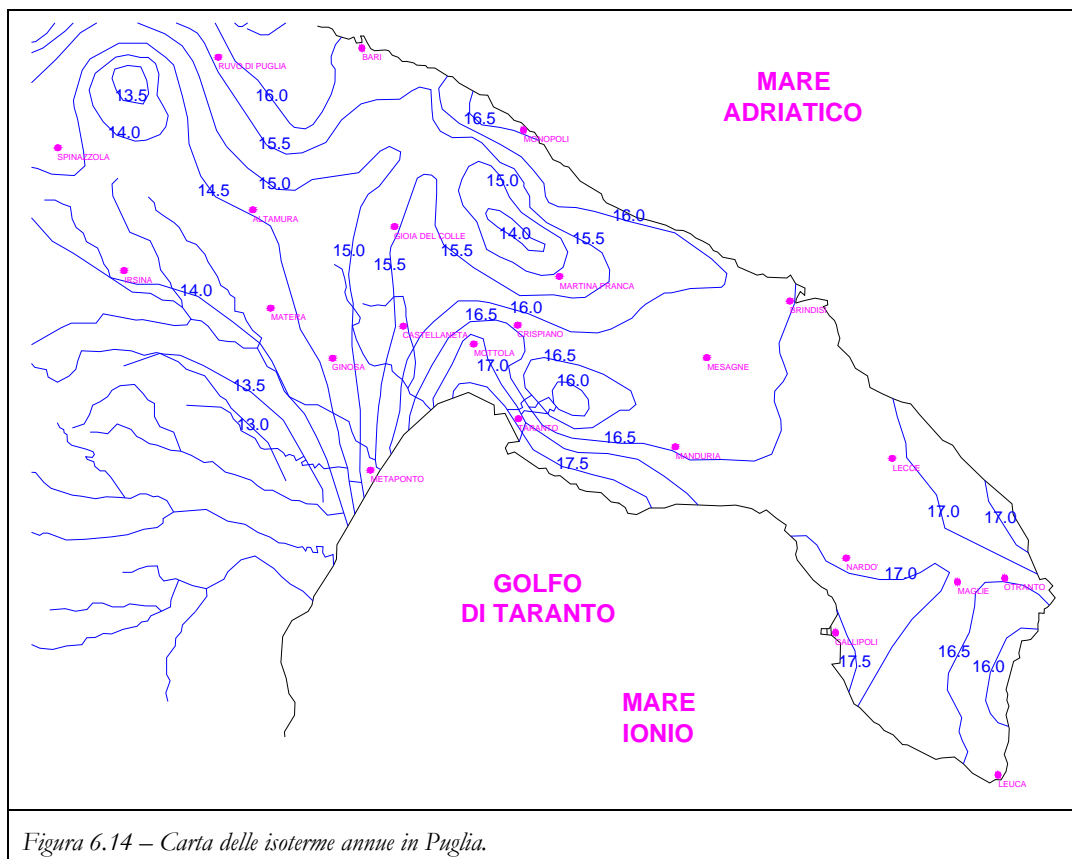 BARI
RUVO DI PUGLIA
MARE
ADRIATICO
13.5
16.0
16.5
14.0
MONOPOLI
15.5
SPINAZZOLA
15.0
15.0
14.5
ALTAMURA
16.0
GIOIA DEL COLLE
14.0
15.0
15.5
15.5
15.5
IRSINA
MARTINA FRANCA
14.0
MATERA
16.0
BRINDISI
16.5
CRISPIANO
CASTELLANETA
MOTTOLA
16.5
GINOSA
17.0
MESAGNE
13.5
16.0
13.0
TARANTO
16.5
MANDURIA
17.5
LECCE
METAPONTO
17.0
17.0
NARDO'
17.0
GOLFO
DI TARANTO
MAGLIE
OTRANTO
GALLIPOLI
16.5
17.5
16.0
MARE
IONIO
LEUCA
Figura 6.14 – Carta delle isoterme annue in Puglia.